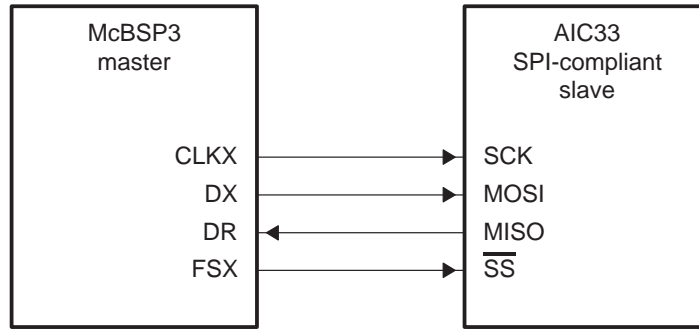 McBSP3
master
AIC33
SPI-compliant
slave
CLKX
SCK
DX
MOSI
DR
MISO
FSX
SS